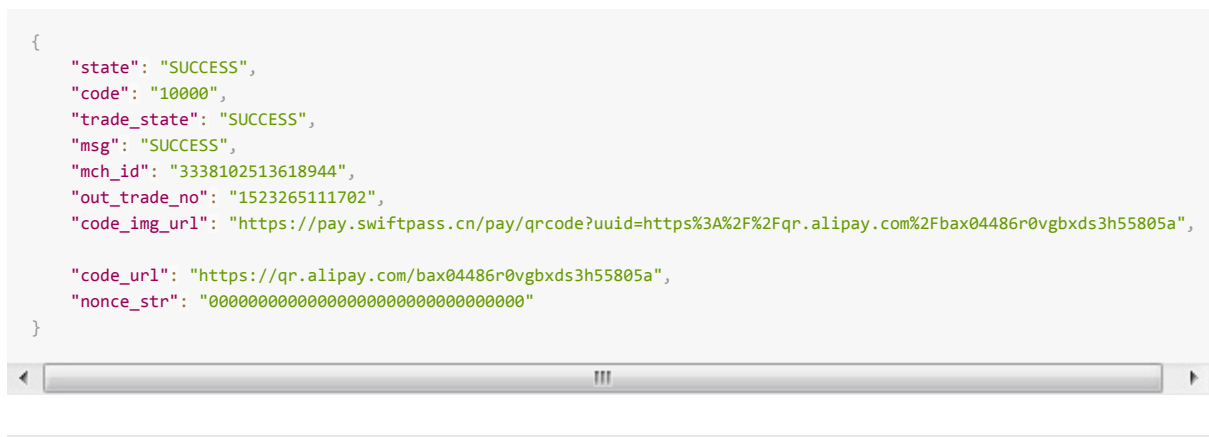 {
"state": "SUCCESS",
"code": "10000",
"trade_state": "SUCCESS",
"msg": "SUCCESS",
"mch_id": "3338102513618944",
"out_trade_no": "1523265111702",
"code_img_url": "https://pay.swiftpass.cn/pay/qrcode?uuid=https%3A%2F%2Fqr.alipay.com%2Fbax04486r0vgbxds3h55805a",
"code_url": "https://qr.alipay.com/bax04486r0vgbxds3h55805a",
"nonce_str": "00000000000000000000000000000000"
}